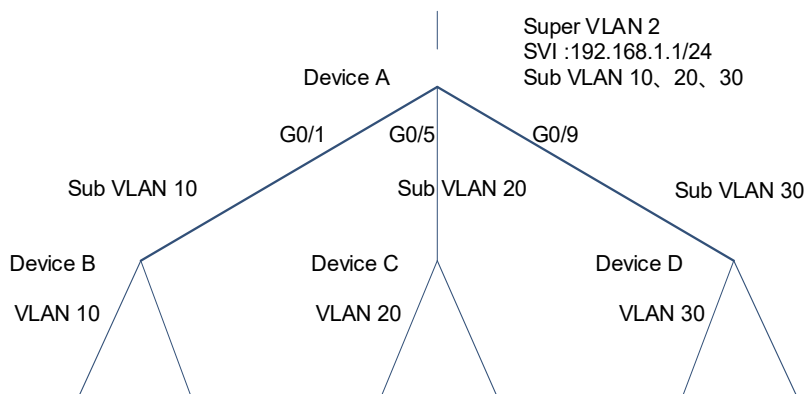 Super VLAN 2
SVI :192.168.1.1/24
Device A
Sub VLAN 10、20、30
G0/1
G0/5
G0/9
Sub VLAN 10
Sub VLAN 20
Sub VLAN 30
Device B
Device C
Device D
VLAN 10
VLAN 20
VLAN 30